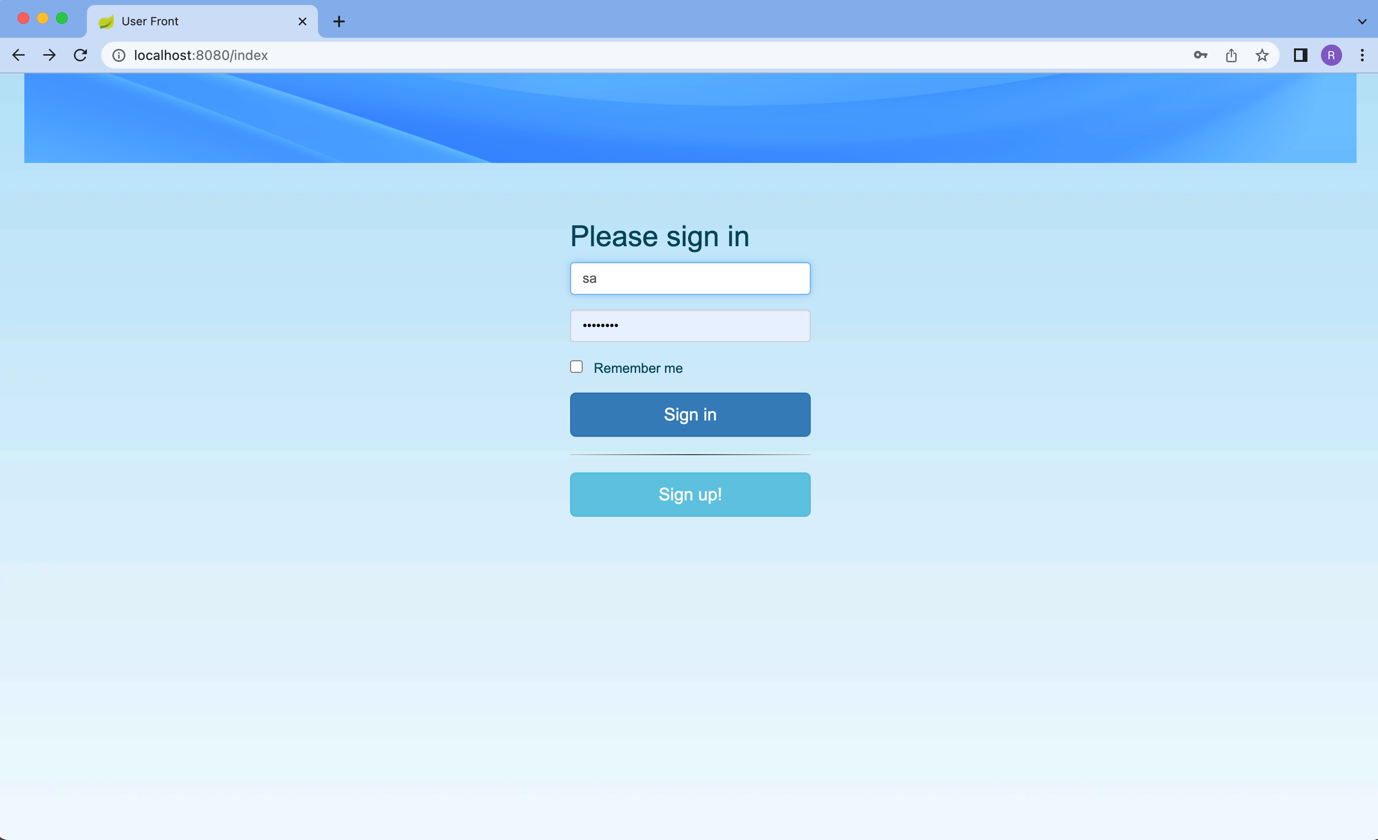 User Front
localhost:8080/index
R
Please sign in
sa
••••••••
Remember me
Sign in
Sign up!